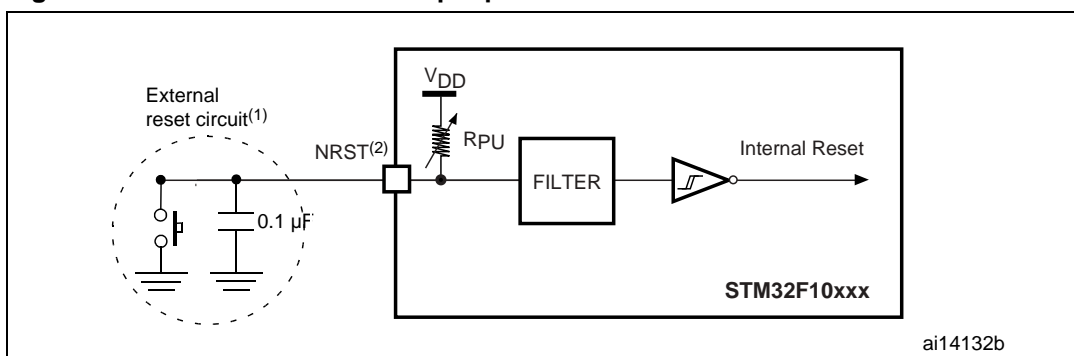 VDD
External
reset circuit(1)
NRST(2)
RPU
Internal Reset
FILTER
0.1 µF
STM32F10xxx
ai14132b